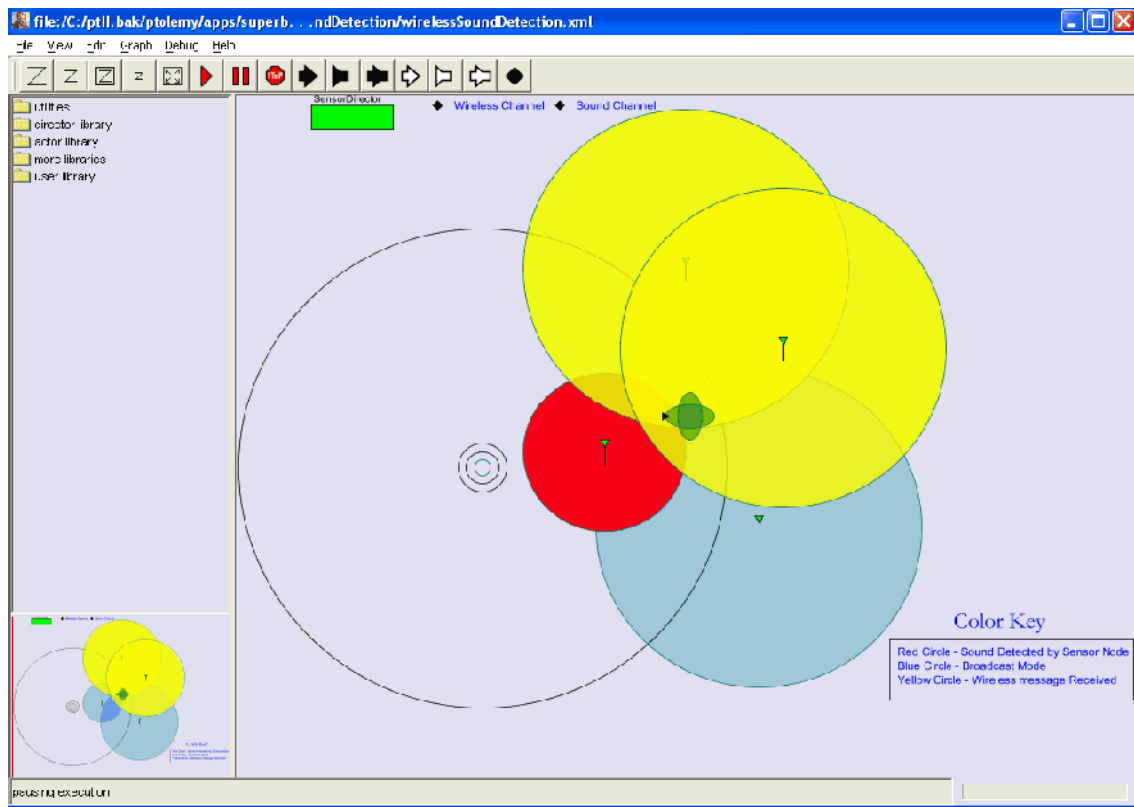 file:/C:/ptII.bak/ptolemy/apps/superb. . .ndDetection/wirelessSoundDetection.xml
File View Edit Graph Debug Help
STOP
utilities
director library
actor library
more libraries
user library
SensorDirector
Wireless Channel Sound Channel
Color Key
Red Circle - Sound Detected by Sensor Node
Blue Circle - Broadcast Mode
Yellow Circle - Wireless message Received
pausing execution